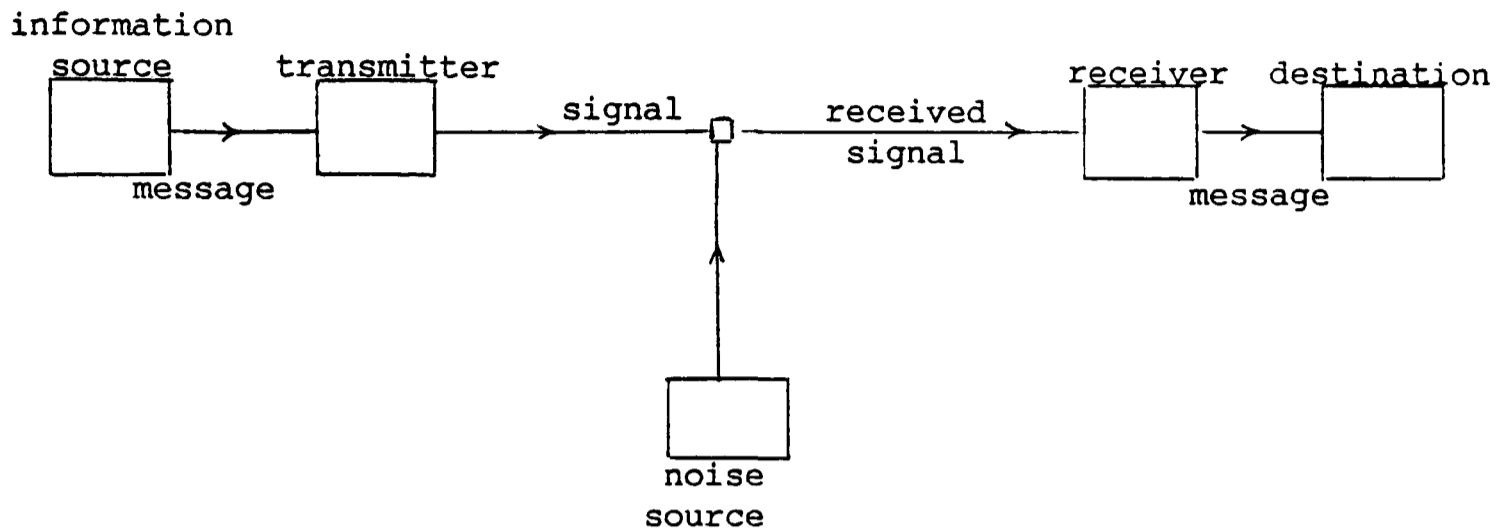 information
source
transmitter
receiver
destination
signal
received
signal
message
message
noise
source